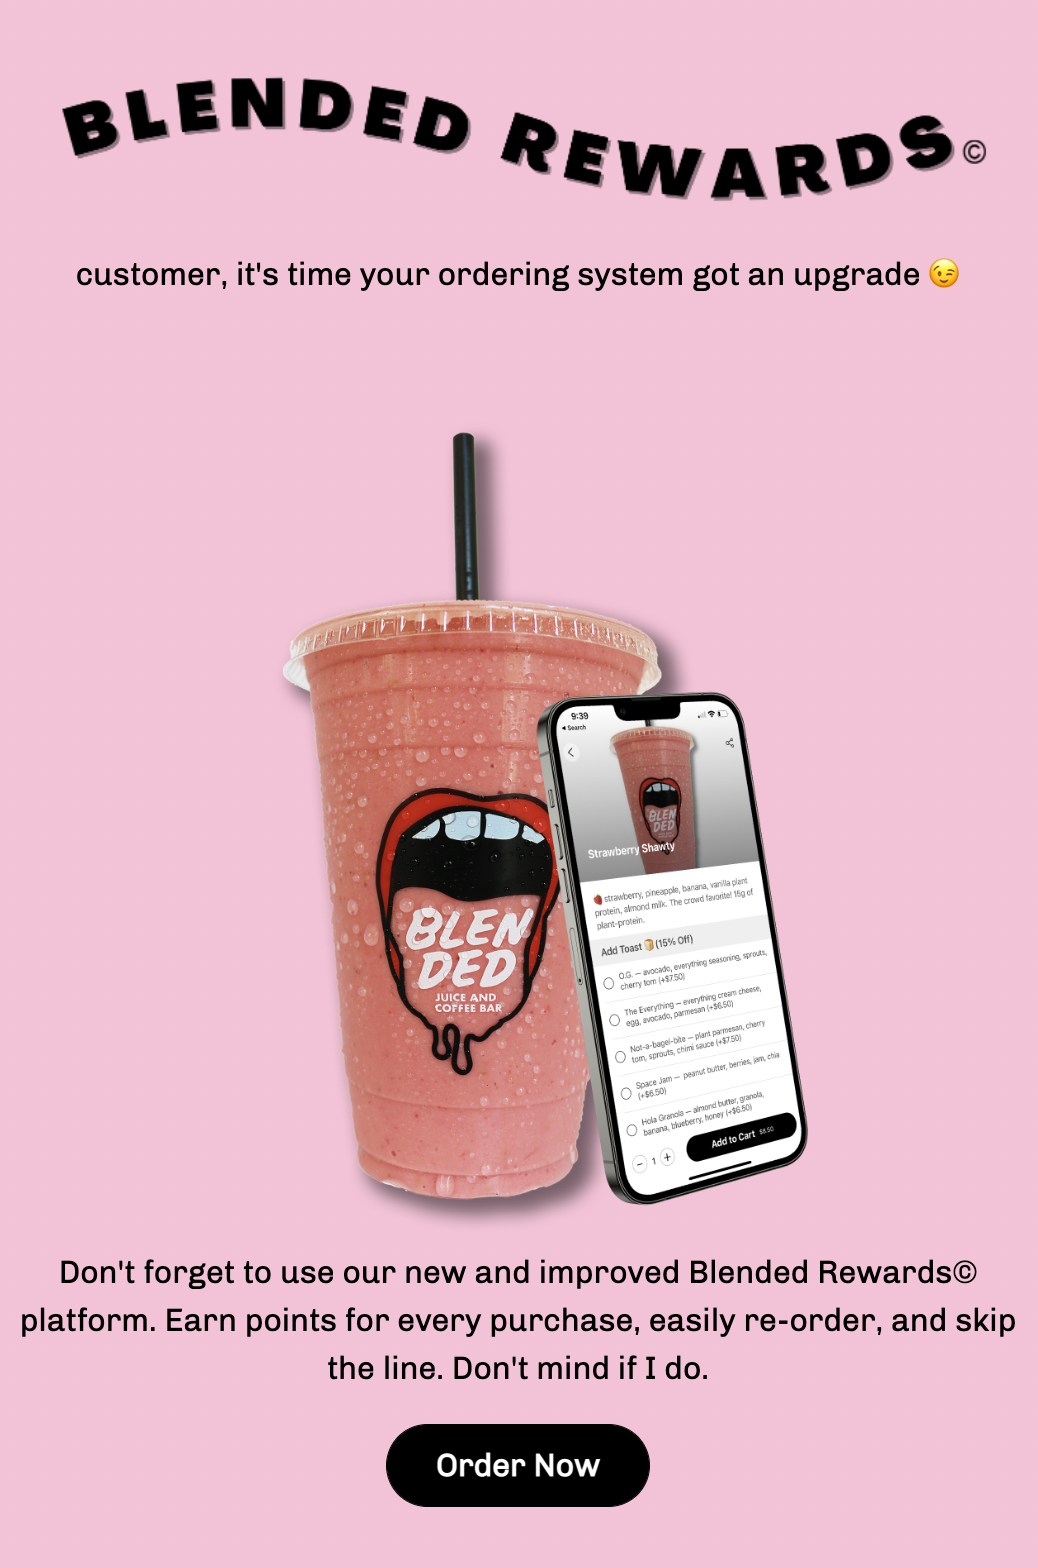 BLENDED REWARDS©
customer, it's time your ordering system got an upgrade 😉
BLEN
DED
JUICE AND
COFFEE BAR
9:39
◀ Search
BLEN
DED
Strawberry Shawty
🍓 strawberry, pineapple, banana, vanilla plant
protein, almond milk. The crowd favorite! 15g of
plant-protein.
Add Toast 🍞 (15% Off)
O.G. — avocado, everything seasoning, sprouts,
cherry tom (+$7.50)
The Everything — everything cream cheese,
egg, avocado, parmesan (+$6.50)
Not-a-bagel-bite — plant parmesan, cherry
tom, sprouts, chimi sauce (+$7.50)
Space Jam — peanut butter, berries, jam, chia
(+$6.50)
Hola Granola — almond butter, granola,
banana, blueberry, honey (+$6.50)
− 1 + Add to Cart $8.50
Don't forget to use our new and improved Blended Rewards©
platform. Earn points for every purchase, easily re-order, and skip
the line. Don't mind if I do.
Order Now